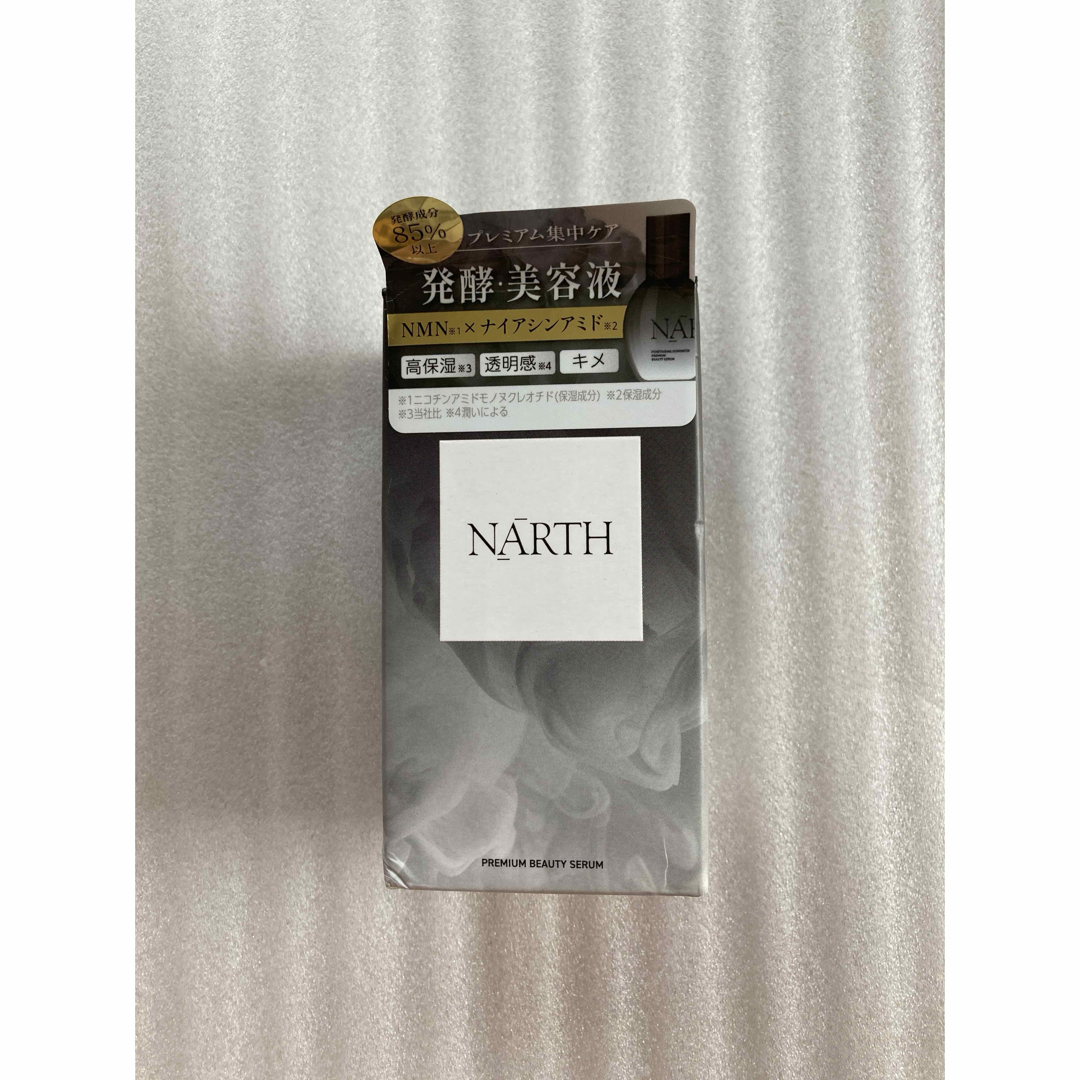 発酵成分
85%
以上
プレミアム集中ケア
発酵・美容液
NMN※1×ナイアシンアミド※2
高保湿※3 透明感※4 キメ
※1ニコチンアミドモノヌクレオチド(保湿成分) ※2保湿成分
※3当社比 ※4潤いによる
NAR
PREMIUM
BEAUTY SERUM
NARTH
PREMIUM BEAUTY SERUM